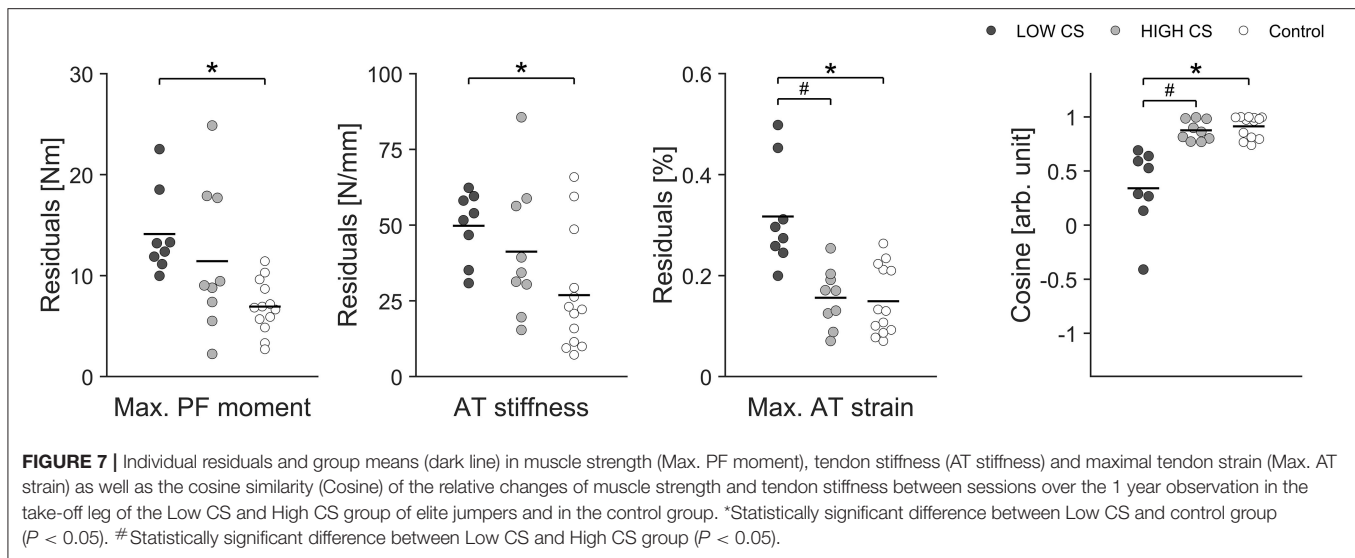 LOW CS HIGH CS Control
30
20
10
0
Residuals [Nm]
*
Max. PF moment
100
75
50
25
0
Residuals [N/mm]
*
AT stiffness
0.6
0.4
0.2
0
Residuals [%]
*
#
Max. AT strain
1
0.5
0
-0.5
-1
Cosine [arb. unit]
*
#
FIGURE 7 | Individual residuals and group means (dark line) in muscle strength (Max. PF moment), tendon stiffness (AT stiffness) and maximal tendon strain (Max. AT
strain) as well as the cosine similarity (Cosine) of the relative changes of muscle strength and tendon stiffness between sessions over the 1 year observation in the
take-off leg of the Low CS and High CS group of elite jumpers and in the control group. *Statistically significant difference between Low CS and control group
(P < 0.05). #Statistically significant difference between Low CS and High CS group (P < 0.05).